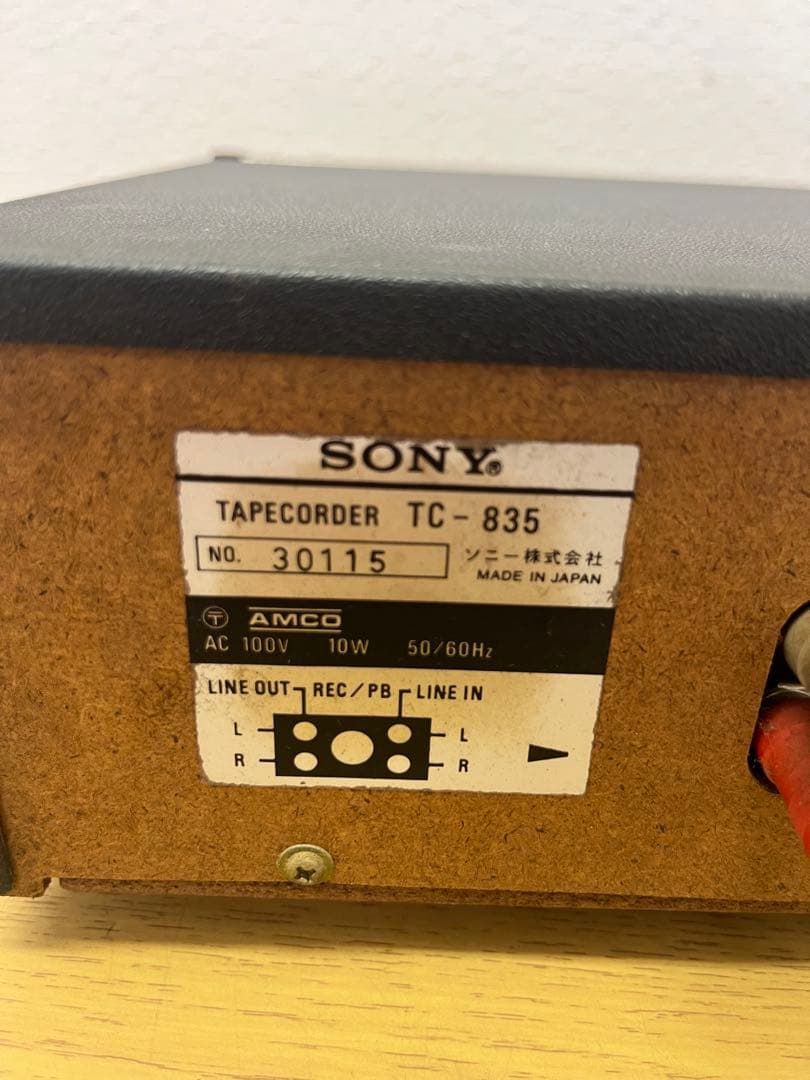 SONY®
TAPECORDER TC-835
NO. 30115 ソニー株式会社
MADE IN JAPAN
〒 AMCO
AC 100V 10W 50/60Hz
LINE OUT REC/PB LINE IN
L L
R R